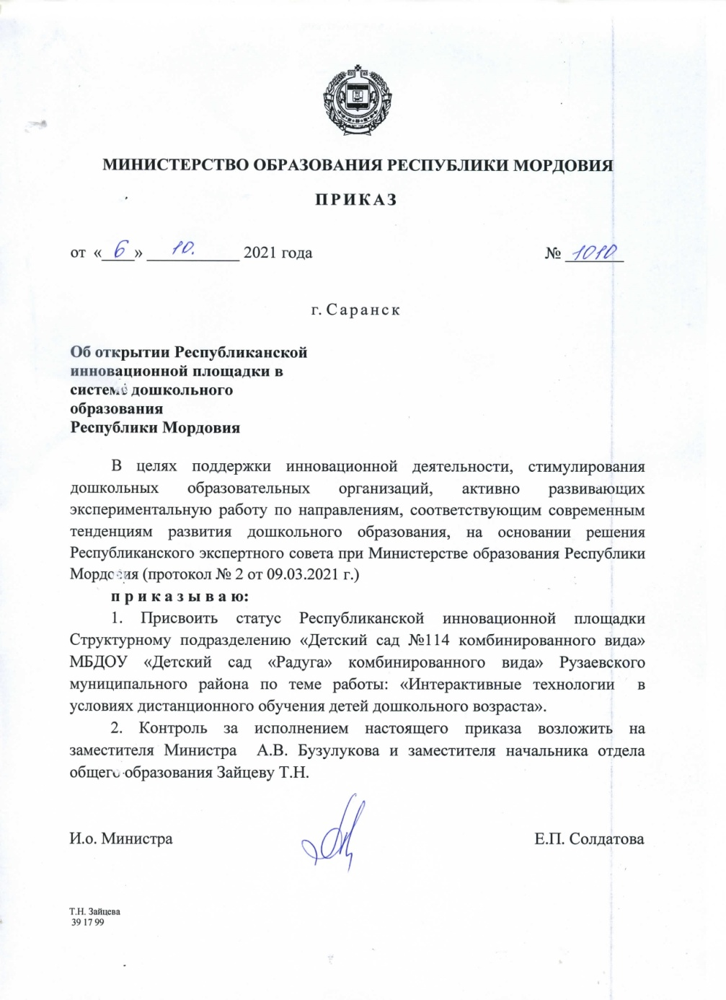 МИНИСТЕРСТВО ОБРАЗОВАНИЯ РЕСПУБЛИКИ МОРДОВИЯ
ПРИКАЗ
от «6» 10. 2021 года № 1010
г. Саранск
Об открытии Республиканской
инновационной площадки в
системе дошкольного
образования
Республики Мордовия
В целях поддержки инновационной деятельности, стимулирования
дошкольных образовательных организаций, активно развивающих
экспериментальную работу по направлениям, соответствующим современным
тенденциям развития дошкольного образования, на основании решения
Республиканского экспертного совета при Министерстве образования Республики
Мордовия (протокол № 2 от 09.03.2021 г.)
приказываю:
1. Присвоить статус Республиканской инновационной площадки
Структурному подразделению «Детский сад №114 комбинированного вида»
МБДОУ «Детский сад «Радуга» комбинированного вида» Рузаевского
муниципального района по теме работы: «Интерактивные технологии в
условиях дистанционного обучения детей дошкольного возраста».
2. Контроль за исполнением настоящего приказа возложить на
заместителя Министра А.В. Бузулукова и заместителя начальника отдела
общего образования Зайцеву Т.Н.
И.о. Министра Е.П. Солдатова
Т.Н. Зайцева
39 17 99